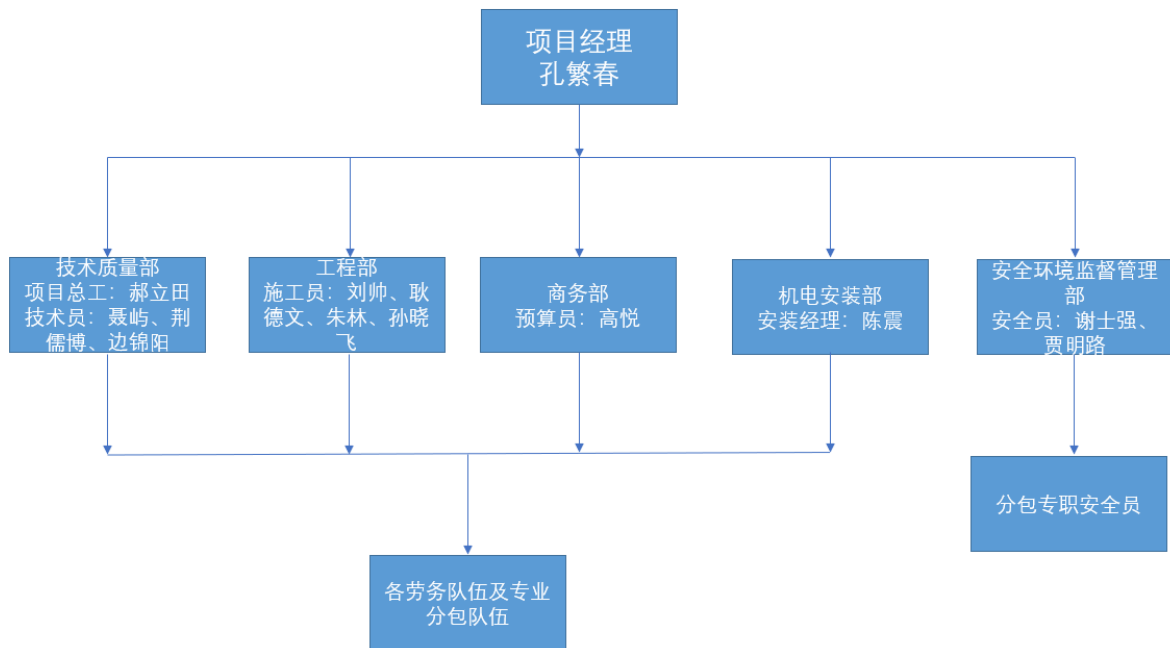 项目经理
孔繁春
技术质量部
项目总工：郝立田
技术员：聂屿、荆
儒博、边锦阳
工程部
施工员：刘帅、耿
德文、朱林、孙晓
飞
商务部
预算员：高悦
机电安装部
安装经理：陈震
安全环境监督管理
部
安全员：谢士强、
贾明路
分包专职安全员
各劳务队伍及专业
分包队伍